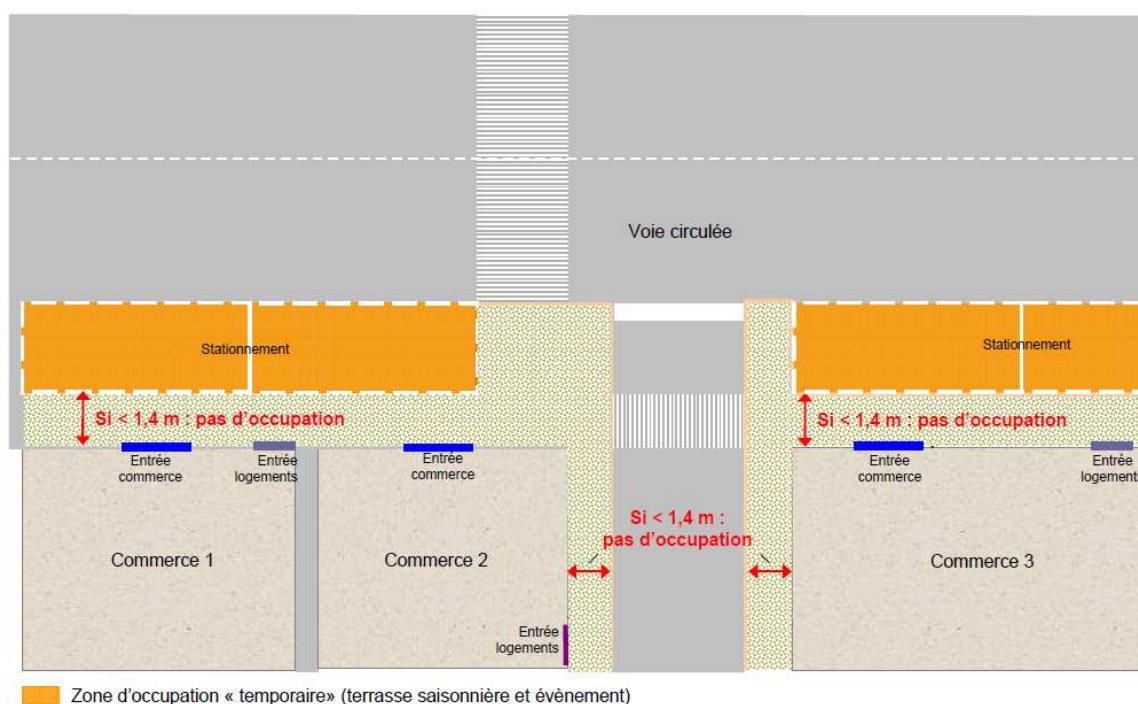 Voie circulée
Stationnement
Stationnement
Si < 1,4 m : pas d’occupation
Si < 1,4 m : pas d’occupation
Entrée
commerce
Entrée
logements
Entrée
commerce
Entrée
commerce
Entrée
logements
Si < 1,4 m :
pas d’occupation
Commerce 1
Commerce 2
Commerce 3
Entrée
logements
Zone d’occupation « temporaire» (terrasse saisonnière et évènement)